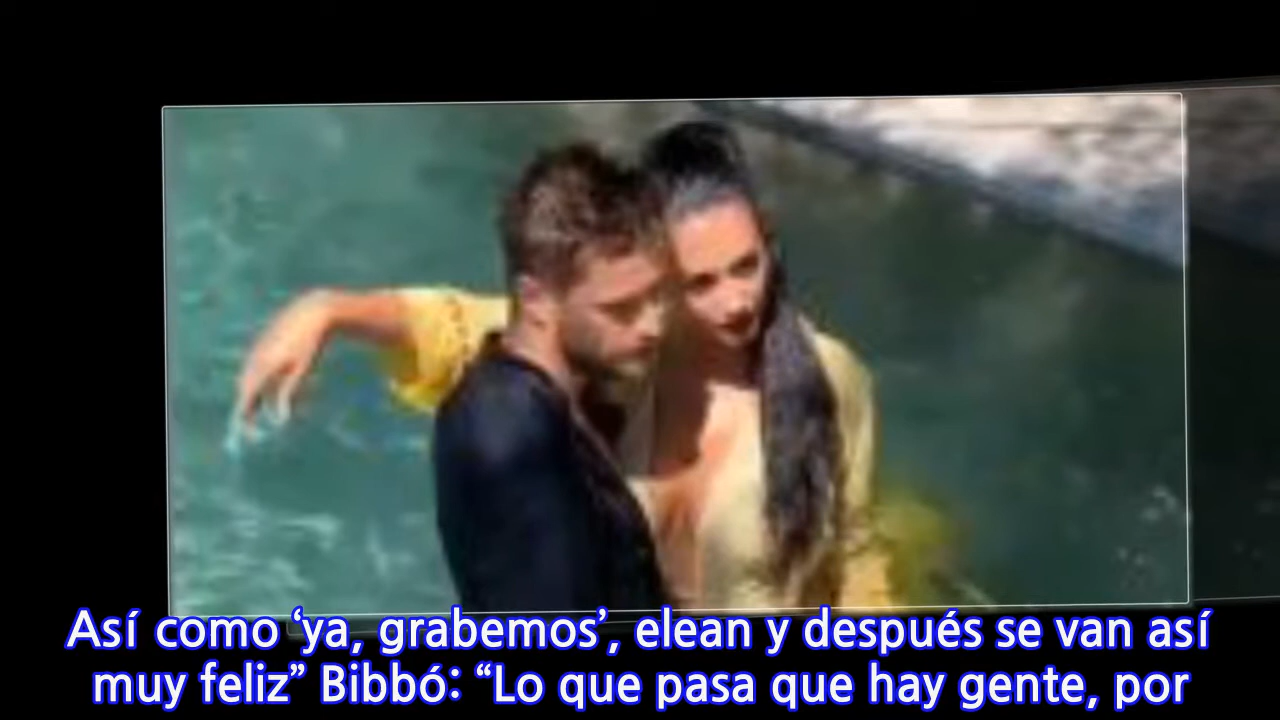 Así como ‘ya, grabemos’, elean y después se van así
muy feliz” Bibbó: “Lo que pasa que hay gente, por